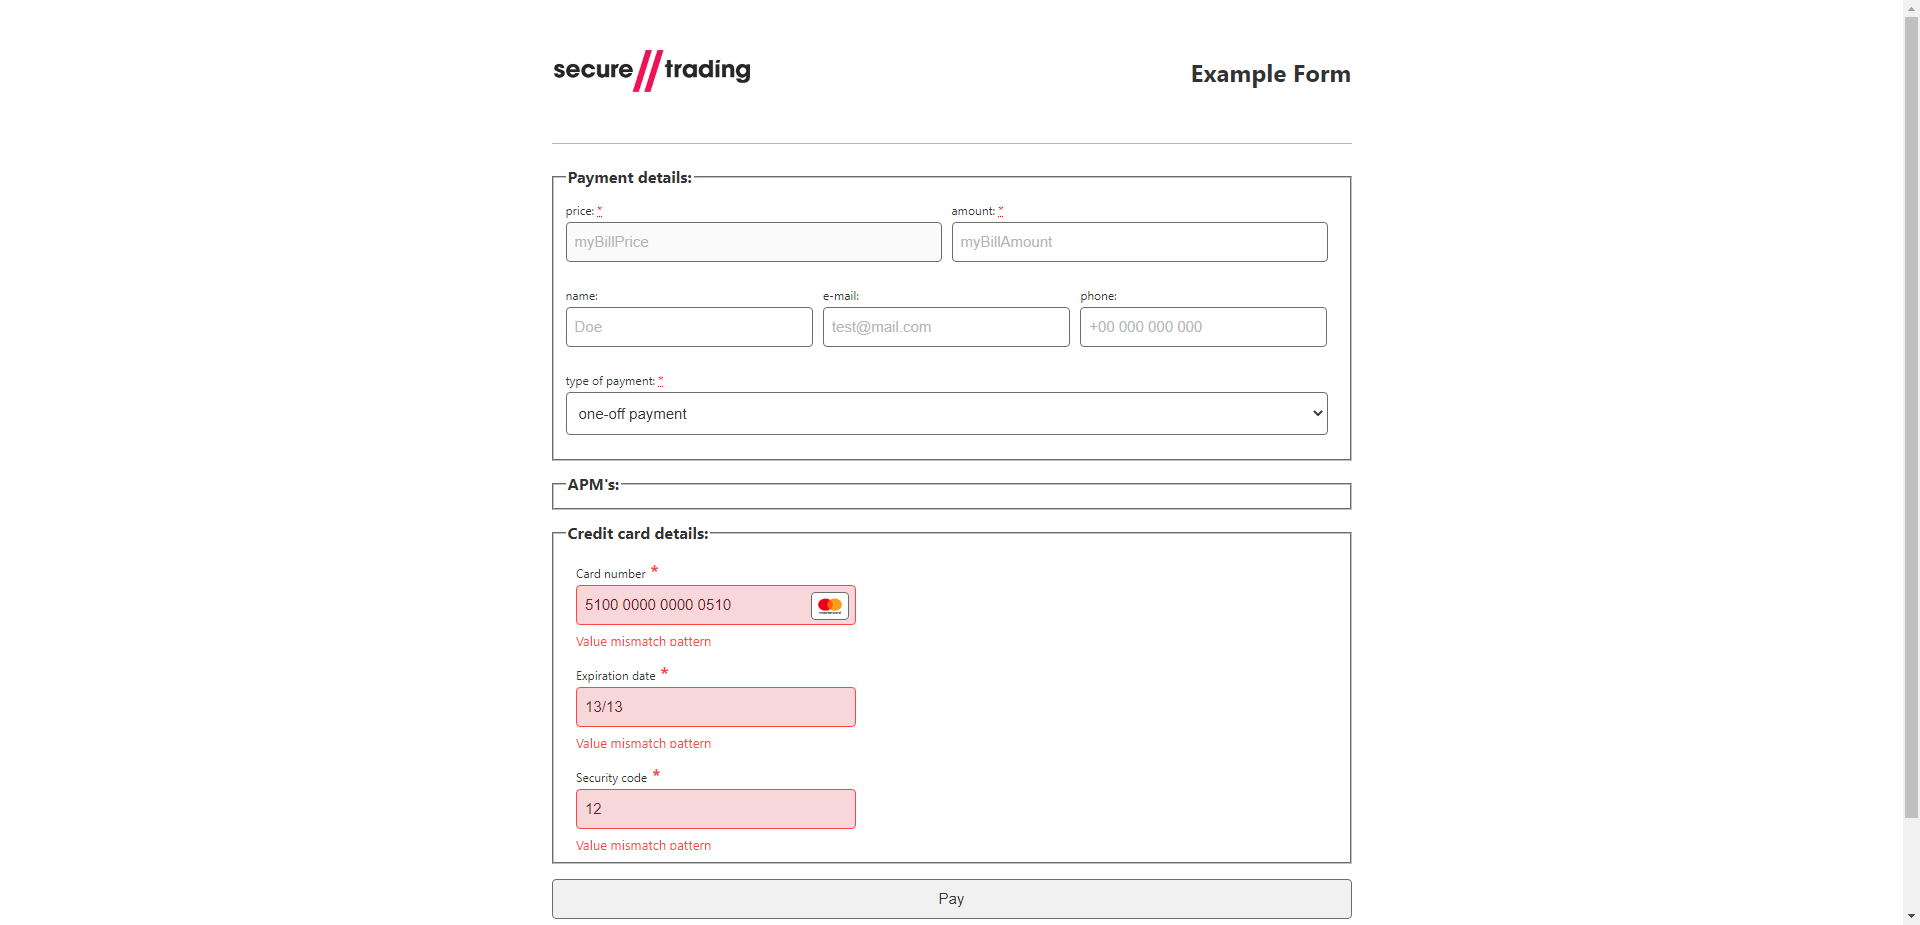 secure//trading
Example Form
Payment details:
price: *
amount: *
myBillPrice
myBillAmount
name:
e-mail:
phone:
Doe
test@mail.com
+00 000 000 000
type of payment: *
one-off payment
APM's:
Credit card details:
Card number *
5100 0000 0000 0510
mastercard
Value mismatch pattern
Expiration date *
13/13
Value mismatch pattern
Security code *
12
Value mismatch pattern
Pay